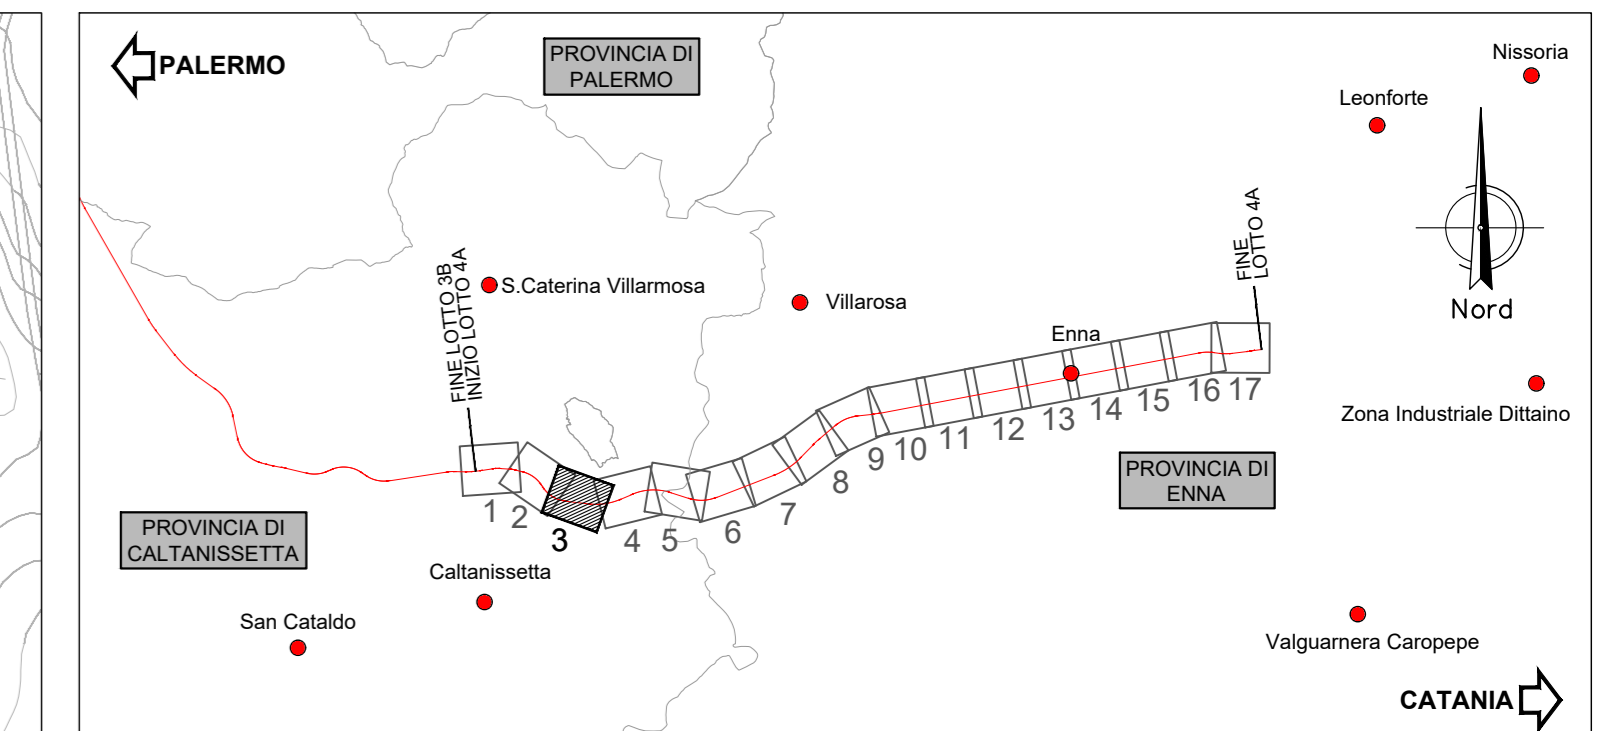 PALERMO
PROVINCIA DI
PALERMO
Nissoria
Leonforte
Nord
FINE
LOTTO 4A
FINE LOTTO 3B
INIZIO LOTTO 4A
S.Caterina Villarmosa
Villarosa
Enna
Zona Industriale Dittaino
1
2
3
4
5
6
7
8
9
10
11
12
13
14
15
16
17
PROVINCIA DI
ENNA
PROVINCIA DI
CALTANISSETTA
Caltanissetta
San Cataldo
Valguarnera Caropepe
CATANIA